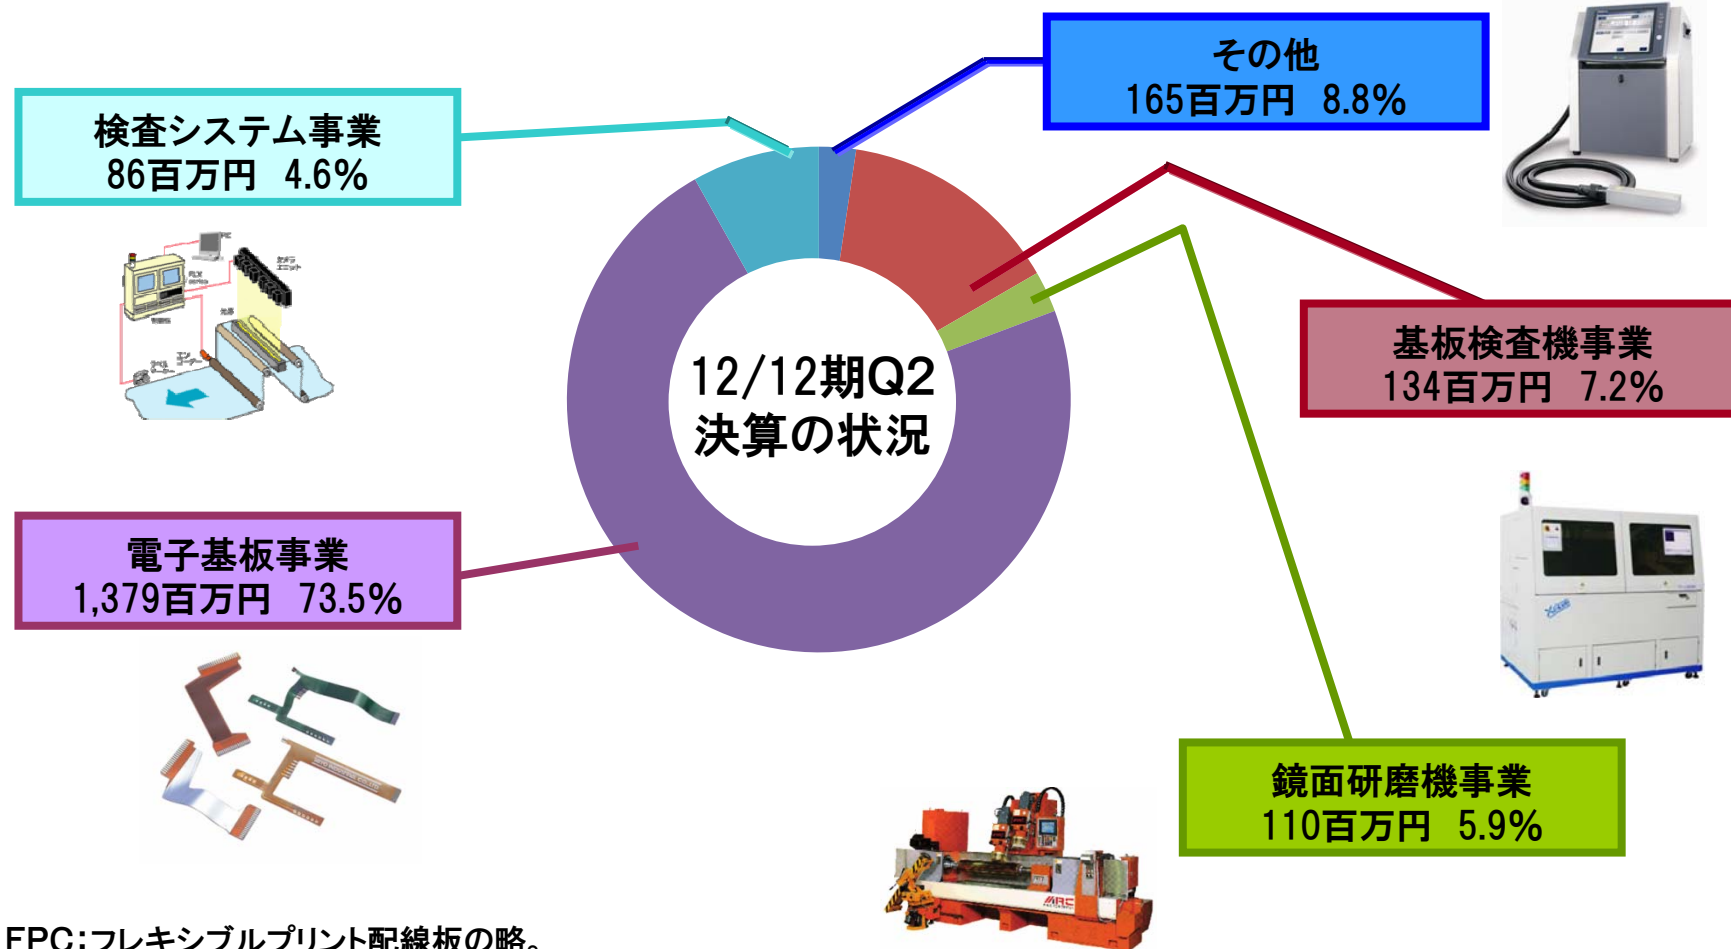 その他
165百万円 8.8%
検査システム事業
86百万円 4.6%
PC
基板検査機事業
134百万円 7.2%
12/12期Q2
決算の状況
電子基板事業
1,379百万円 73.5%
鏡面研磨機事業
110百万円 5.9%
MRC
FPC:フレキシブルプリント配線板の略。